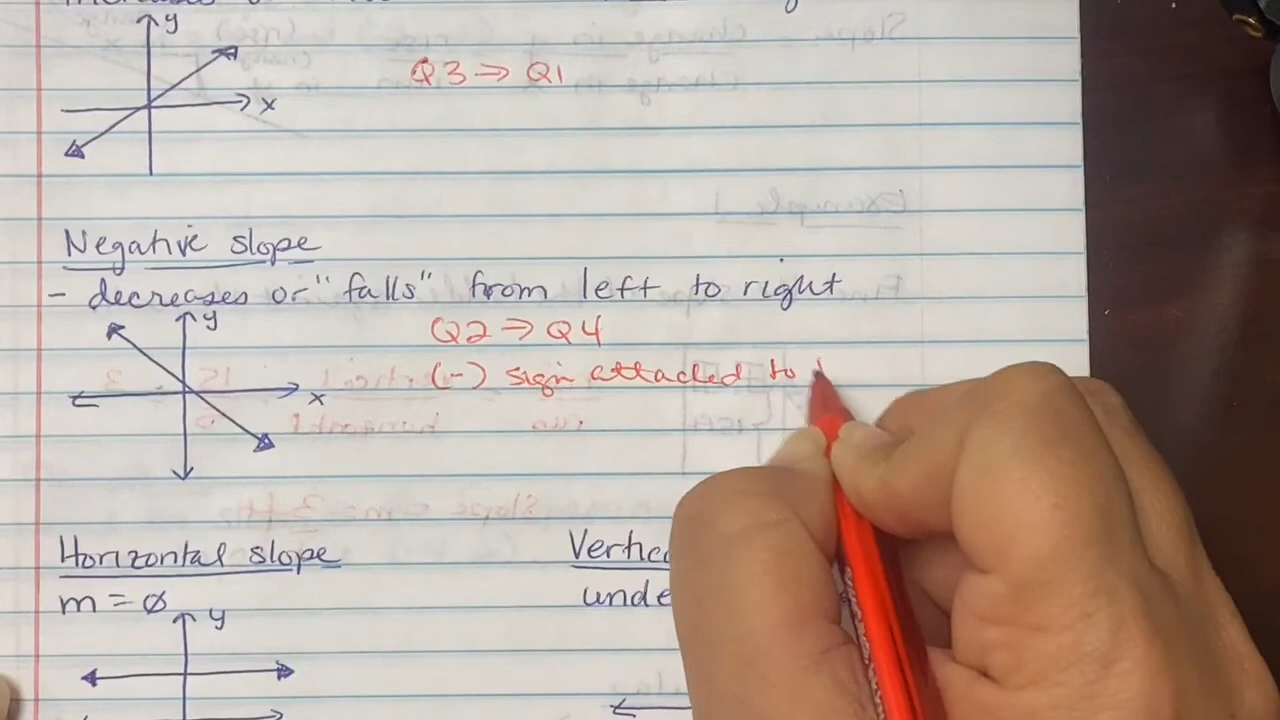 y
Q3 → Q1
x
Negative slope
- decreases or "falls" from left to right
y
Q2 → Q4
(-) sign attached to
x
Horizontal slope
m = ø
y
Vertic
unde